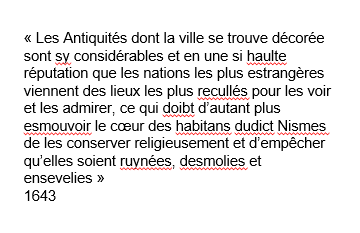 « Les Antiquités dont la ville se trouve décorée
sont sy considérables et en une si haulte
réputation que les nations les plus estrangères
viennent des lieux les plus recullés pour les voir
et les admirer, ce qui doibt d’autant plus
esmouvoir le cœur des habitans dudict Nismes
de les conserver religieusement et d’empêcher
qu’elles soient ruynées, desmolies et
ensevelies »
1643